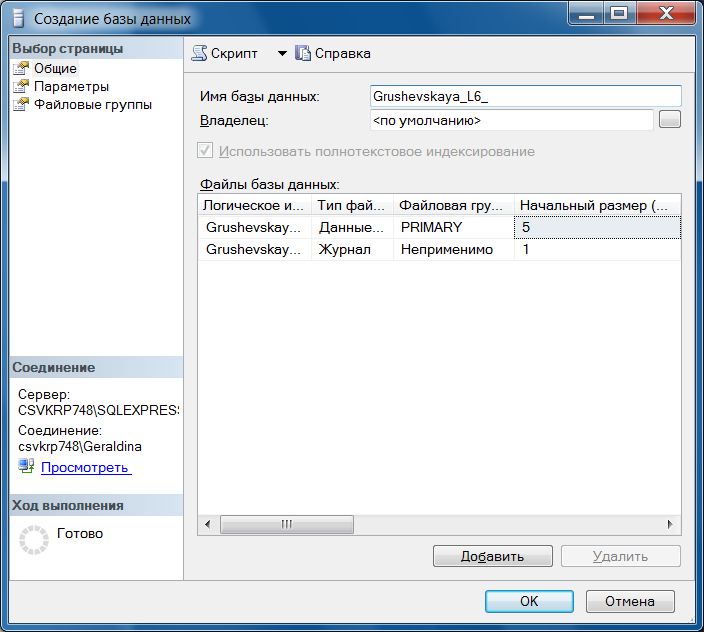 Создание базы данных
Выбор страницы
Общие
Параметры
Файловые группы
Скрипт Справка
Имя базы данных: Grushevskaya_L6_
Владелец: <по умолчанию>
Использовать полнотекстовое индексирование
Файлы базы данных:
Логическое и... Тип фай... Файловая гру... Начальный размер (...
Grushevskay... Данные... PRIMARY 5
Grushevskay... Журнал Неприменимо 1
Соединение
Сервер:
CSVKRP748\SQLEXPRESS
Соединение:
csvkrp748\Geraldina
Просмотреть
Ход выполнения
Готово
Добавить Удалить
OK Отмена